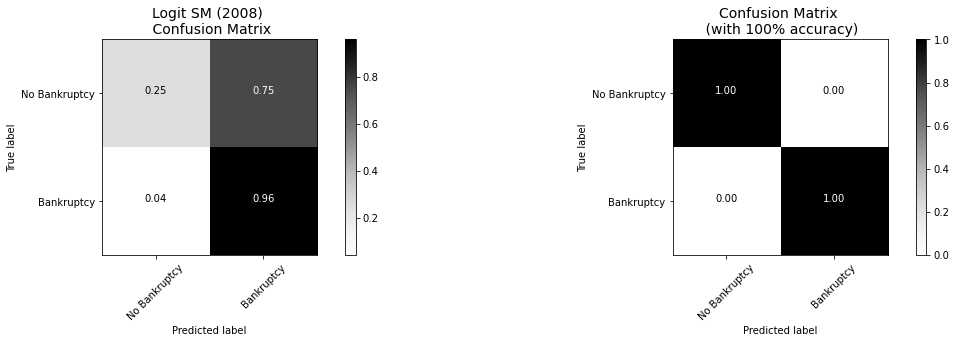 Logit SM (2008)
Confusion Matrix
No Bankruptcy
Bankruptcy
True label
0.25
0.75
0.04
0.96
No Bankruptcy
Bankruptcy
Predicted label
0.8
0.6
0.4
0.2
Confusion Matrix
(with 100% accuracy)
No Bankruptcy
Bankruptcy
True label
1.00
0.00
0.00
1.00
No Bankruptcy
Bankruptcy
Predicted label
1.0
0.8
0.6
0.4
0.2
0.0